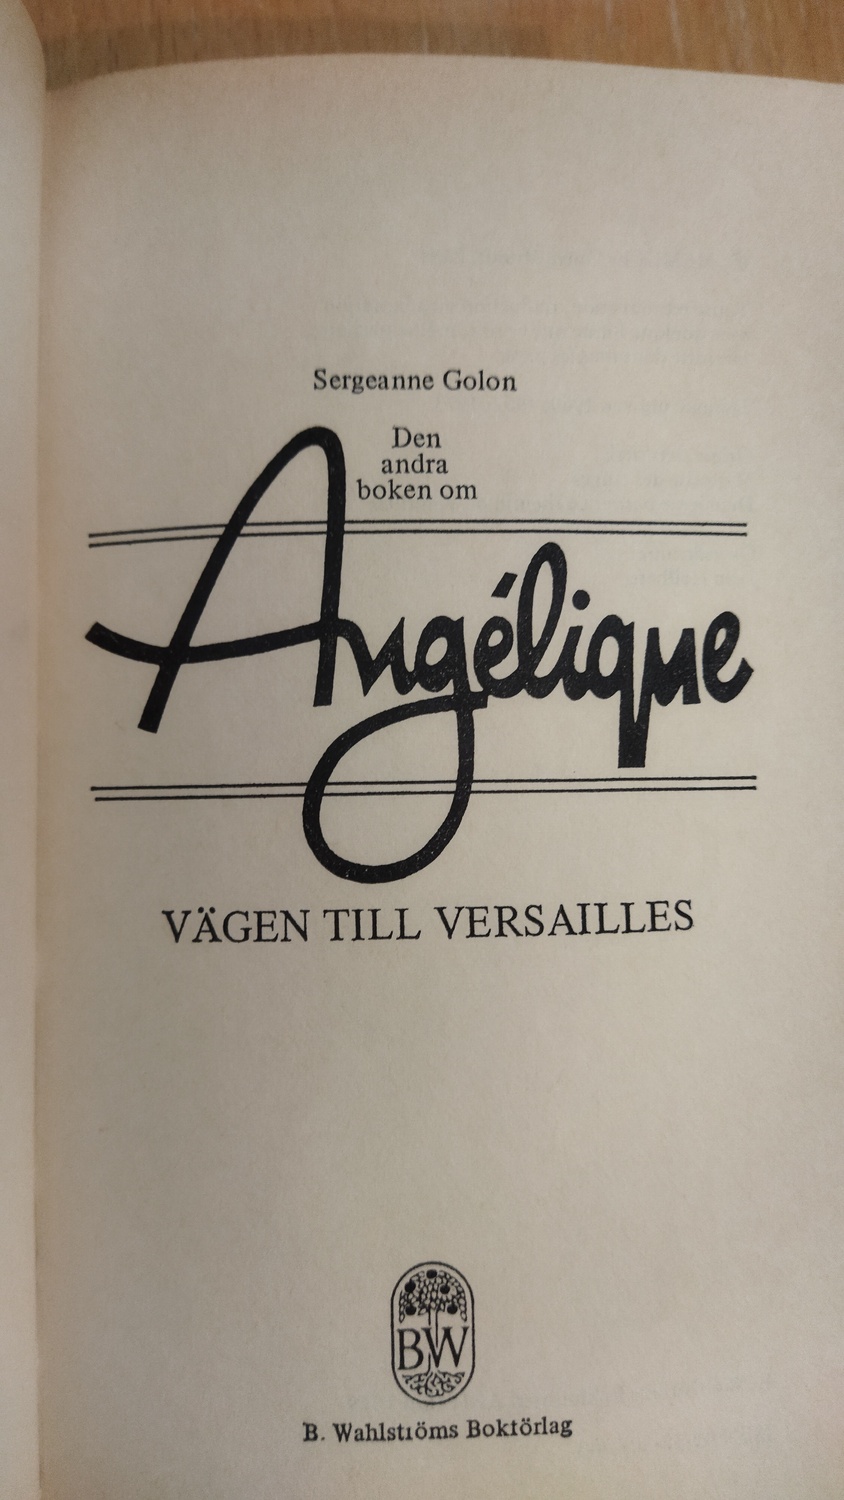 Sergeanne Golon
Den
andra
boken om
Angélique
VÄGEN TILL VERSAILLES
BW
B. Wahlströms Bokförlag